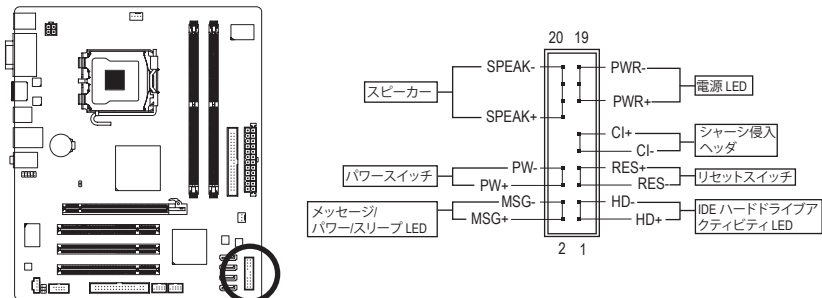 20 19
SPEAK-
PWR-
スピーカー
電源 LED
SPEAK+
PWR+
CI+
シャーシ侵入
ヘッダ
CI-
パワースイッチ
PW-
RES+
リセットスイッチ
PW+
RES-
メッセージ/
パワー/スリープ LED
MSG-
HD-
IDE ハードドライブア
クティビティ LED
MSG+
HD+
2 1